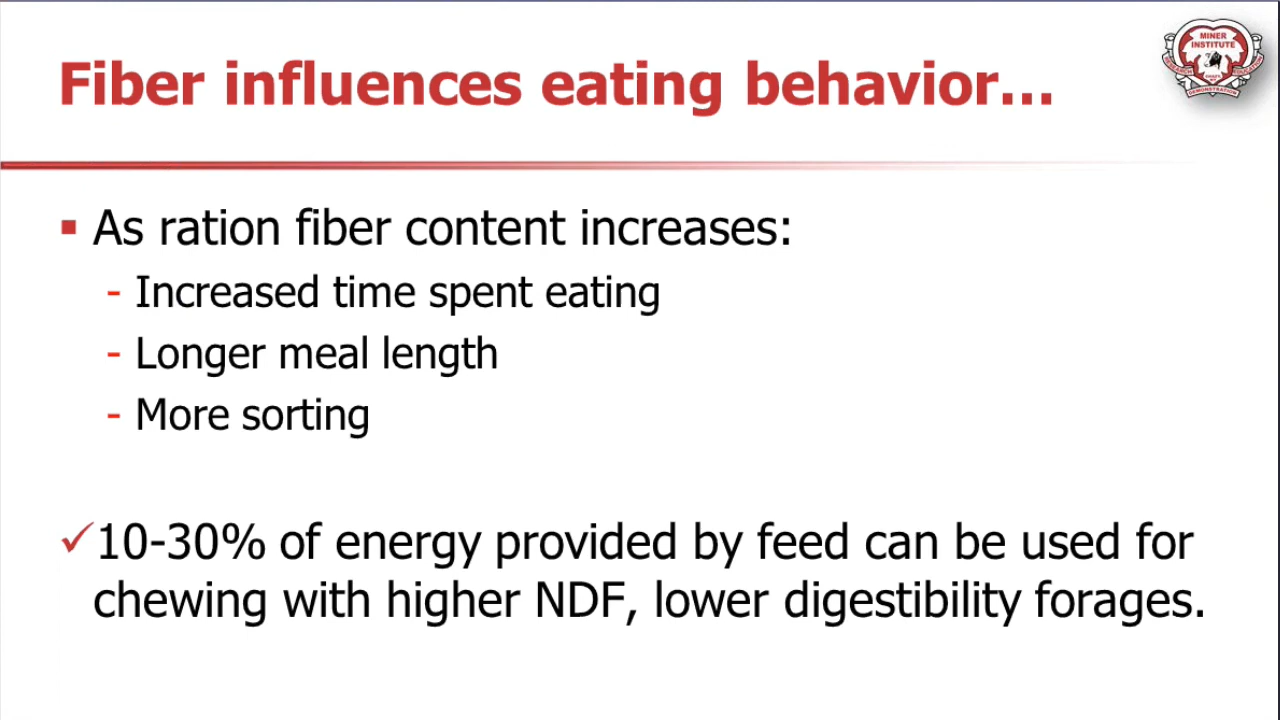 Fiber influences eating behavior...
MINER
INSTITUTE
DEMONSTRATION
▪ As ration fiber content increases:
- Increased time spent eating
- Longer meal length
- More sorting
✓10-30% of energy provided by feed can be used for
chewing with higher NDF, lower digestibility forages.